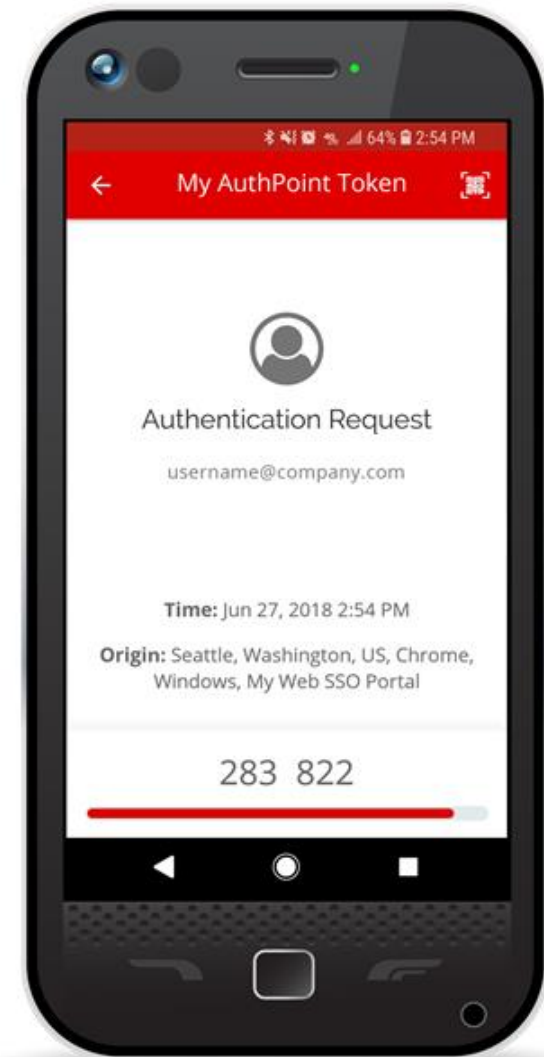 64% 2:54 PM
My AuthPoint Token
Authentication Request
username@company.com
Time: Jun 27, 2018 2:54 PM
Origin: Seattle, Washington, US, Chrome,
Windows, My Web SSO Portal
283 822